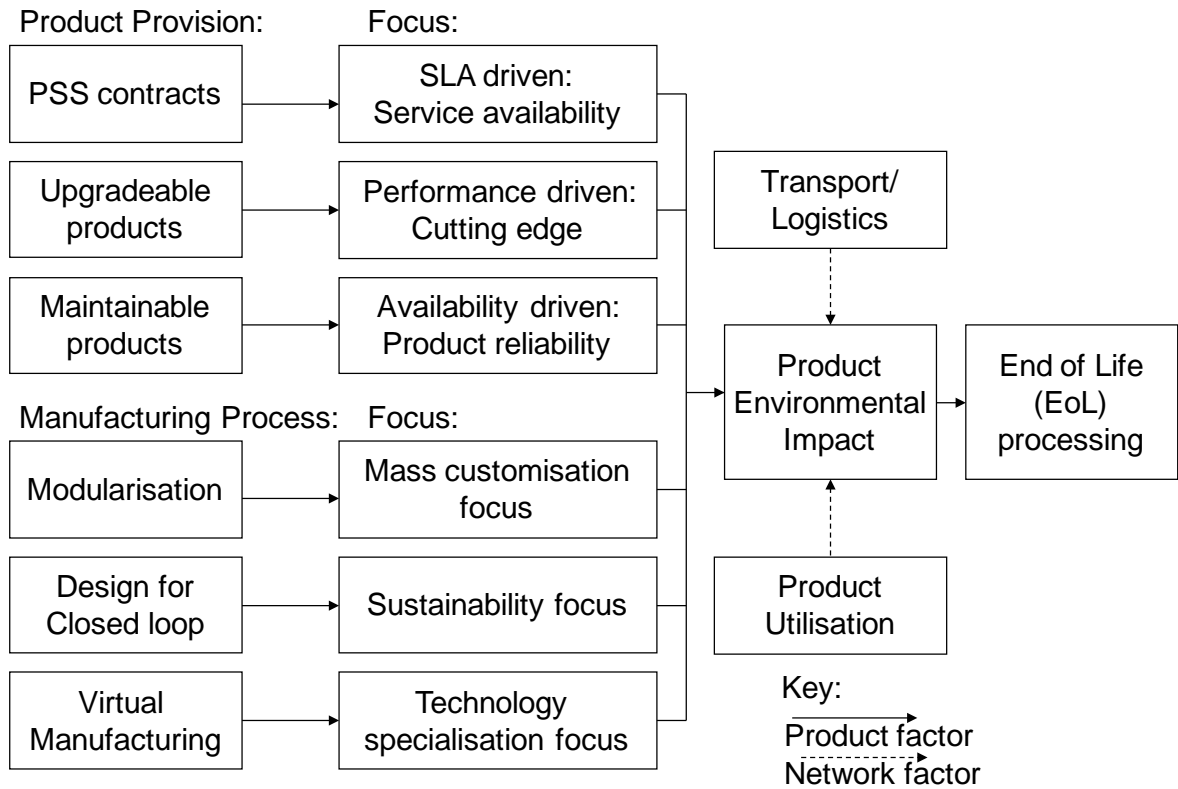 Product Provision:
Focus:
PSS contracts
SLA driven:
Service availability
Upgradeable
products
Performance driven:
Cutting edge
Maintainable
products
Availability driven:
Product reliability
Manufacturing Process:
Focus:
Modularisation
Mass customisation
focus
Design for
Closed loop
Sustainability focus
Virtual
Manufacturing
Technology
specialisation focus
Transport/
Logistics
Product
Environmental
Impact
End of Life
(EoL)
processing
Product
Utilisation
Key:
Product factor
Network factor